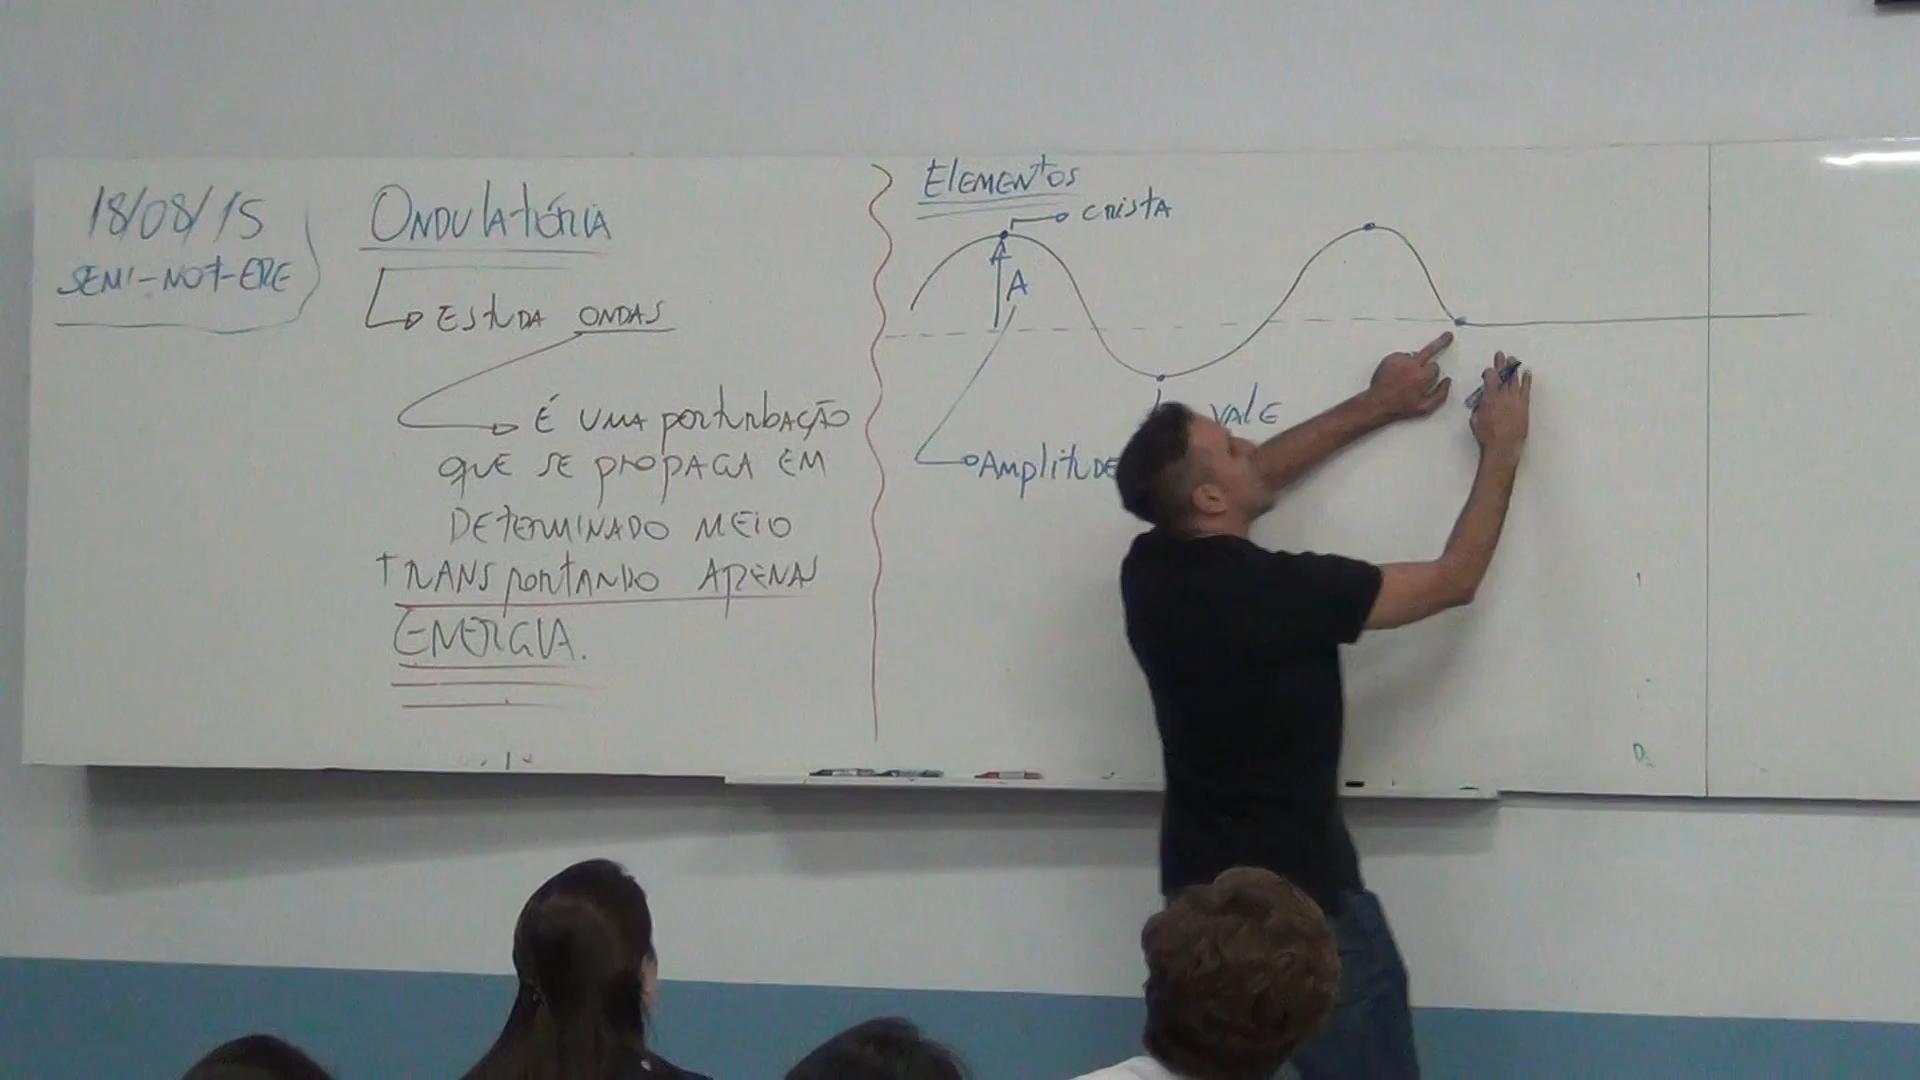 18/08/15
SEMI-NOT-ERE
ONDULATÓRIA
ESTUDA ONDAS
É UMA PERTURBAÇÃO
QUE SE PROPAGA EM
DETERMINADO MEIO
TRANSPORTANDO APENAS
ENERGIA.
ELEMENTOS
CRISTA
A
VALE
AMPLITUDE